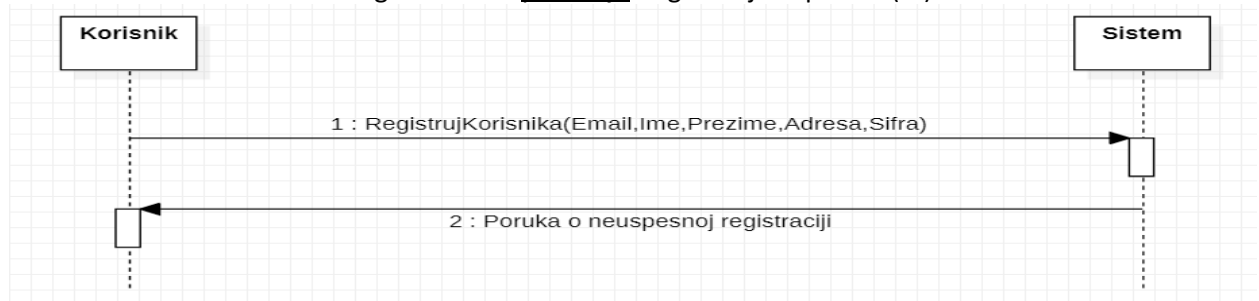 Korisnik
Sistem
1 : RegistrujKorisnika(Email,Ime,Prezime,Adresa,Sifra)
2 : Poruka o neuspesnoj registraciji